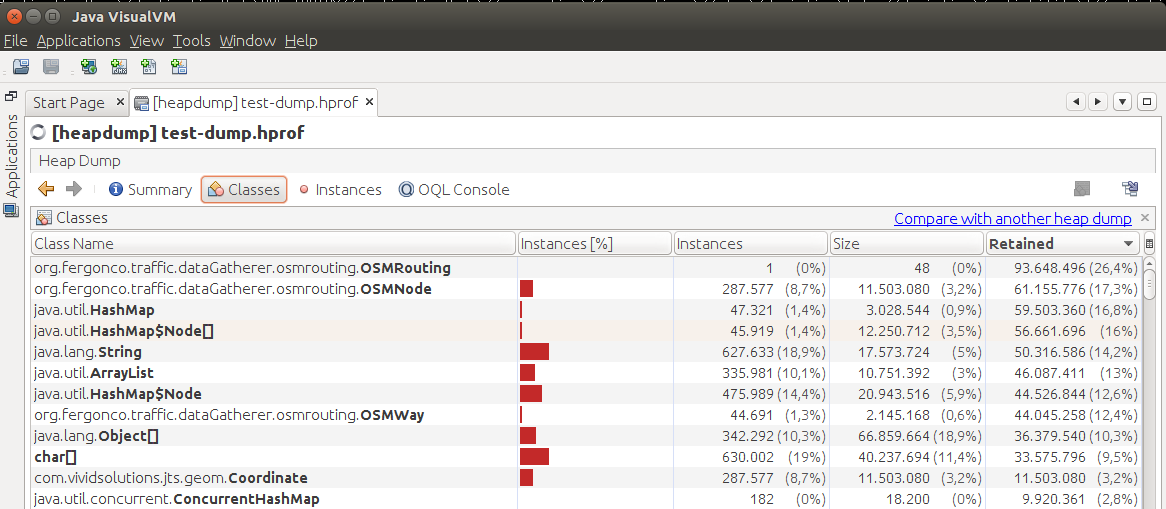 Java VisualVM
File Applications View Tools Window Help
Start Page [heapdump] test-dump.hprof
Applications
[heapdump] test-dump.hprof
Heap Dump
Summary Classes Instances OQL Console
Classes Compare with another heap dump
Class Name Instances [%] Instances Size Retained
org.fergonco.traffic.dataGatherer.osmrouting.OSMRouting 1 (0%) 48 (0%) 93.648.496 (26,4%)
org.fergonco.traffic.dataGatherer.osmrouting.OSMNode 287.577 (8,7%) 11.503.080 (3,2%) 61.155.776 (17,3%)
java.util.HashMap 47.321 (1,4%) 3.028.544 (0,9%) 59.503.360 (16,8%)
java.util.HashMap$Node[] 45.919 (1,4%) 12.250.712 (3,5%) 56.661.696 (16%)
java.lang.String 627.633 (18,9%) 17.573.724 (5%) 50.316.586 (14,2%)
java.util.ArrayList 335.981 (10,1%) 10.751.392 (3%) 46.087.411 (13%)
java.util.HashMap$Node 475.989 (14,4%) 20.943.516 (5,9%) 44.526.844 (12,6%)
org.fergonco.traffic.dataGatherer.osmrouting.OSMWay 44.691 (1,3%) 2.145.168 (0,6%) 44.045.258 (12,4%)
java.lang.Object[] 342.292 (10,3%) 66.859.664 (18,9%) 36.379.540 (10,3%)
char[] 630.002 (19%) 40.237.694 (11,4%) 33.575.796 (9,5%)
com.vividsolutions.jts.geom.Coordinate 287.577 (8,7%) 11.503.080 (3,2%) 11.503.080 (3,2%)
java.util.concurrent.ConcurrentHashMap 182 (0%) 18.200 (0%) 9.920.361 (2,8%)